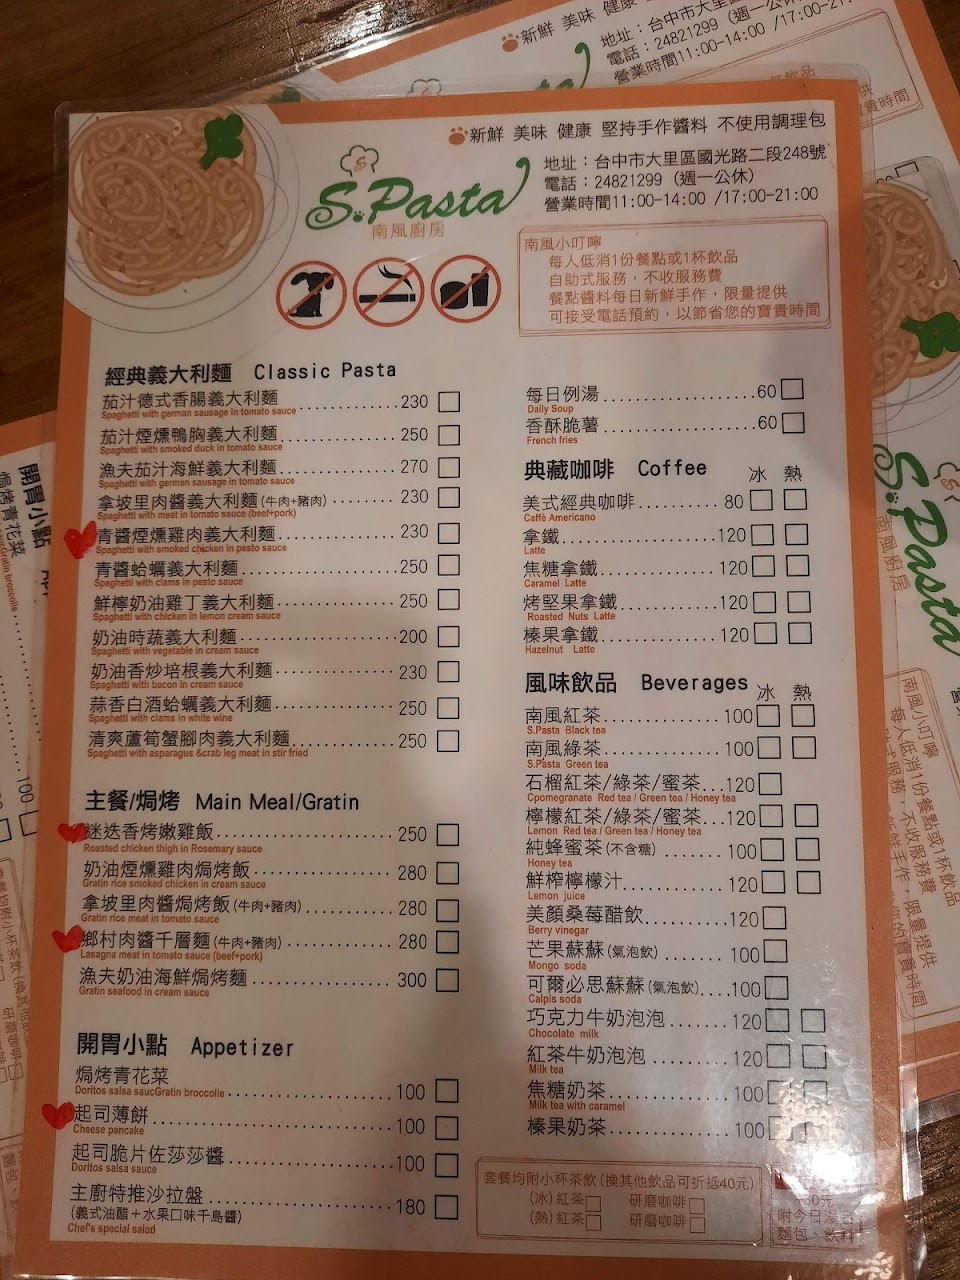 新鮮 美味 健康 堅持手作醬料 不使用調理包
S.Pasta
南風廚房
地址：台中市大里區國光路二段248號
電話：24821299（週一公休）
營業時間11:00-14:00 /17:00-21:00
南風小叮嚀
每人低消1份餐點或1杯飲品
自助式服務，不收服務費
餐點醬料每日新鮮手作，限量提供
可接受電話預約，以節省您的寶貴時間
經典義大利麵 Classic Pasta
茄汁德式香腸義大利麵 230
Spaghetti with german sausage in tomato sauce
茄汁煙燻鴨胸義大利麵 250
Spaghetti with smoked duck in tomato sauce
漁夫茄汁海鮮義大利麵 270
Spaghetti with german sausage in tomato sauce
拿坡里肉醬義大利麵(牛肉+豬肉) 230
Spaghetti with meat in tomato sauce (beef+pork)
青醬煙燻雞肉義大利麵 230
Spaghetti with smoked chicken in pesto sauce
青醬蛤蠣義大利麵 250
Spaghetti with clams in pesto sauce
鮮檸奶油雞丁義大利麵 250
Spaghetti with chicken in lemon cream sauce
奶油時蔬義大利麵 200
Spaghetti with vegetable in cream sauce
奶油香炒培根義大利麵 230
Spaghetti with bacon in cream sauce
蒜香白酒蛤蠣義大利麵 250
Spaghetti with clams in white wine
清爽蘆筍蟹腳肉義大利麵 250
Spaghetti with asparagus &crab leg meat in stir fried
主餐/焗烤 Main Meal/Gratin
迷迭香烤嫩雞飯 250
Roasted chicken thigh in Rosemary sauce
奶油煙燻雞肉焗烤飯 280
Gratin rice smoked chicken in cream sauce
拿坡里肉醬焗烤飯(牛肉+豬肉) 280
Gratin rice meat in tomato sauce
鄉村肉醬千層麵(牛肉+豬肉) 280
Lasagna meat in tomato sauce (beef+pork)
漁夫奶油海鮮焗烤麵 300
Gratin seafood in cream sauce
開胃小點 Appetizer
焗烤青花菜
Doritos salsa saucGratin broccolie 100
起司薄餅 100
Cheese pancake
起司脆片佐莎莎醬 100
Doritos salsa sauce
主廚特推沙拉盤 180
(義式油醋+水果口味千島醬)
Chef's special salad
每日例湯 60
Daily Soup
香酥脆薯 60
French fries
典藏咖啡 Coffee 冰 熱
美式經典咖啡 80
Caffè Americano
拿鐵 120
Latte
焦糖拿鐵 120
Caramel Latte
烤堅果拿鐵 120
Roasted Nuts Latte
榛果拿鐵 120
Hazelnut Latte
風味飲品 Beverages 冰 熱
南風紅茶 100
S.Pasta Black tea
南風綠茶 100
S.Pasta Green tea
石榴紅茶/綠茶/蜜茶 120
Cpomegranate Red tea / Green tea / Honey tea
檸檬紅茶/綠茶/蜜茶 120
Lemon Red tea / Green tea / Honey tea
純蜂蜜茶(不含糖) 100
Honey tea
鮮榨檸檬汁 120
Lemon juice
美顏桑莓醋飲 120
Berry vinegar
芒果蘇蘇(氣泡飲) 100
Mongo soda
可爾必思蘇蘇(氣泡飲) 100
Calpis soda
巧克力牛奶泡泡 120
Chocolate milk
紅茶牛奶泡泡 120
Milk tea
焦糖奶茶 100
Milk tea with caramel
榛果奶茶 100
套餐均附小杯茶飲(換其他飲品可折抵40元)
(冰)紅茶 研磨咖啡
(熱)紅茶 研磨咖啡
附今日湯品
麵包、飲料